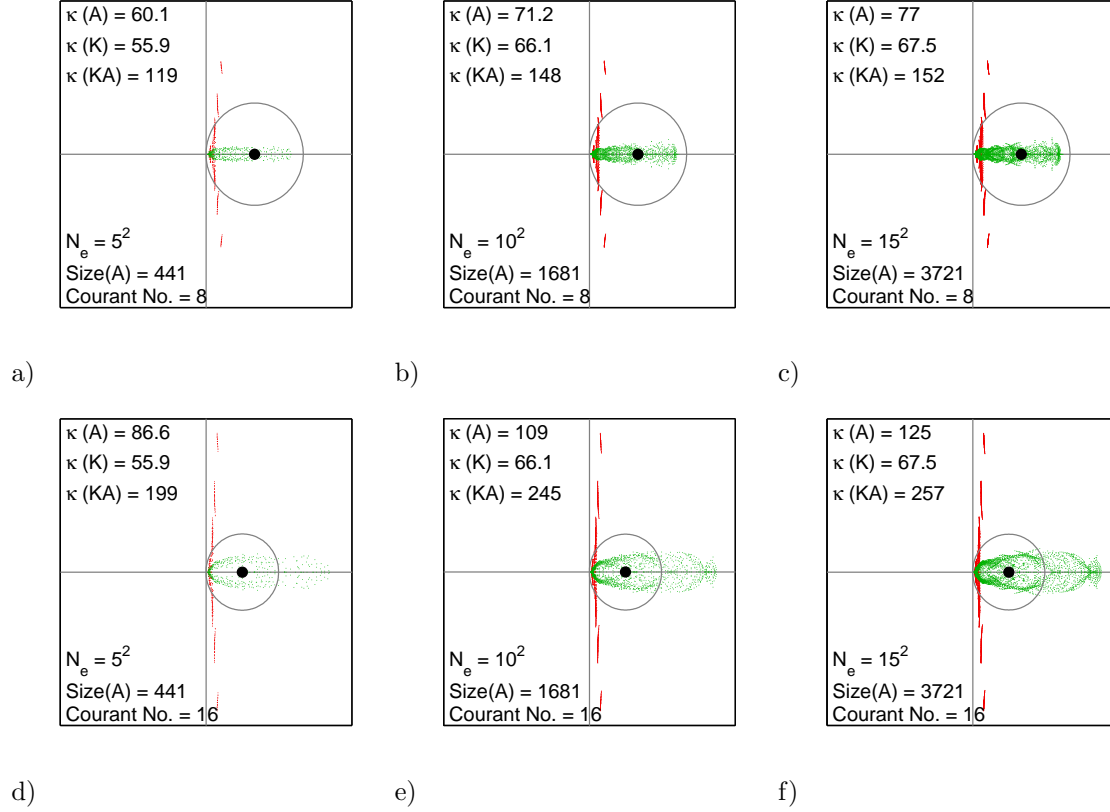 κ (A) = 60.1
κ (K) = 55.9
κ (KA) = 119
N_e = 5^2
Size(A) = 441
Courant No. = 8
a)
κ (A) = 71.2
κ (K) = 66.1
κ (KA) = 148
N_e = 10^2
Size(A) = 1681
Courant No. = 8
b)
κ (A) = 77
κ (K) = 67.5
κ (KA) = 152
N_e = 15^2
Size(A) = 3721
Courant No. = 8
c)
κ (A) = 86.6
κ (K) = 55.9
κ (KA) = 199
N_e = 5^2
Size(A) = 441
Courant No. = 16
d)
κ (A) = 109
κ (K) = 66.1
κ (KA) = 245
N_e = 10^2
Size(A) = 1681
Courant No. = 16
e)
κ (A) = 125
κ (K) = 67.5
κ (KA) = 257
N_e = 15^2
Size(A) = 3721
Courant No. = 16
f)